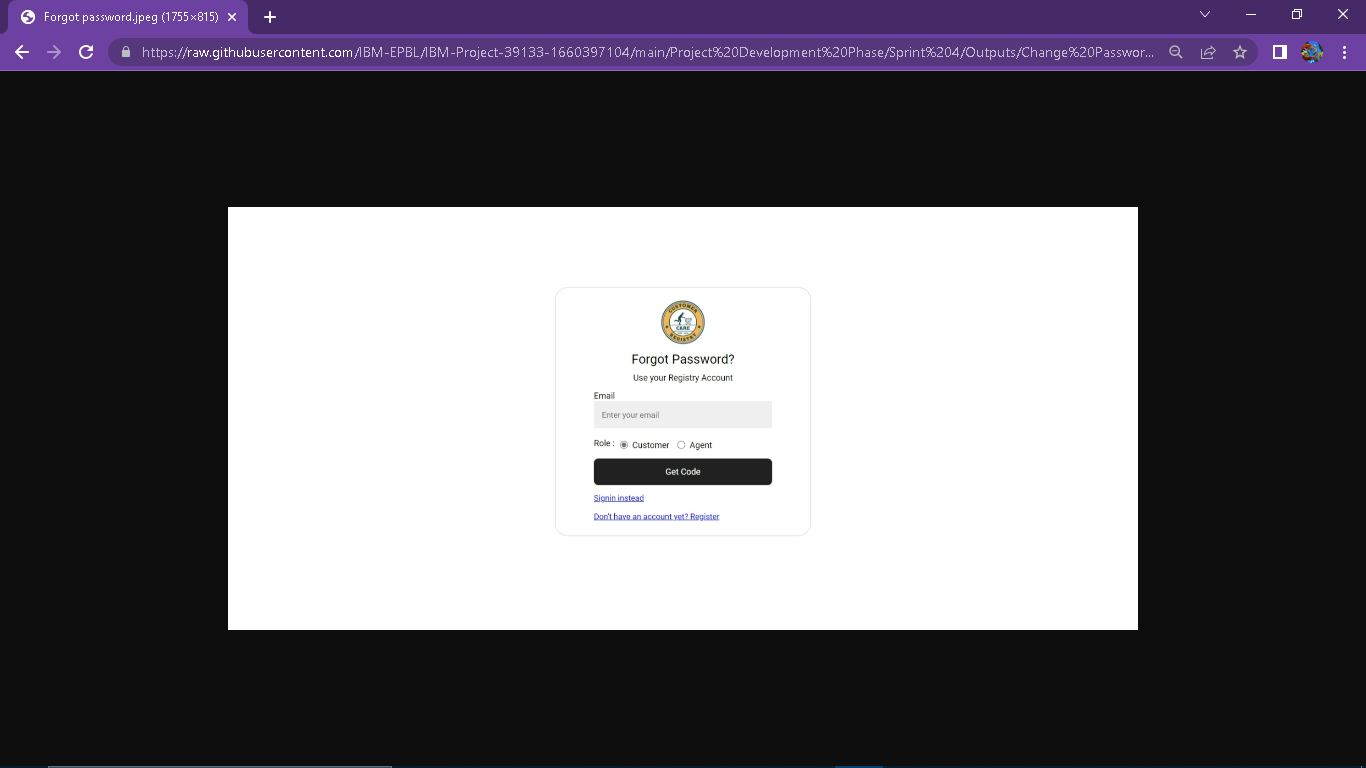 Forgot password.jpeg (1755×815)
https://raw.githubusercontent.com/IBM-EPBL/IBM-Project-39133-1660397104/main/Project%20Development%20Phase/Sprint%204/Outputs/Change%20Passwor...
CUSTOMER
CARE
REGISTRY
Forgot Password?
Use your Registry Account
Email
Enter your email
Role : Customer Agent
Get Code
Signin instead
Don't have an account yet? Register